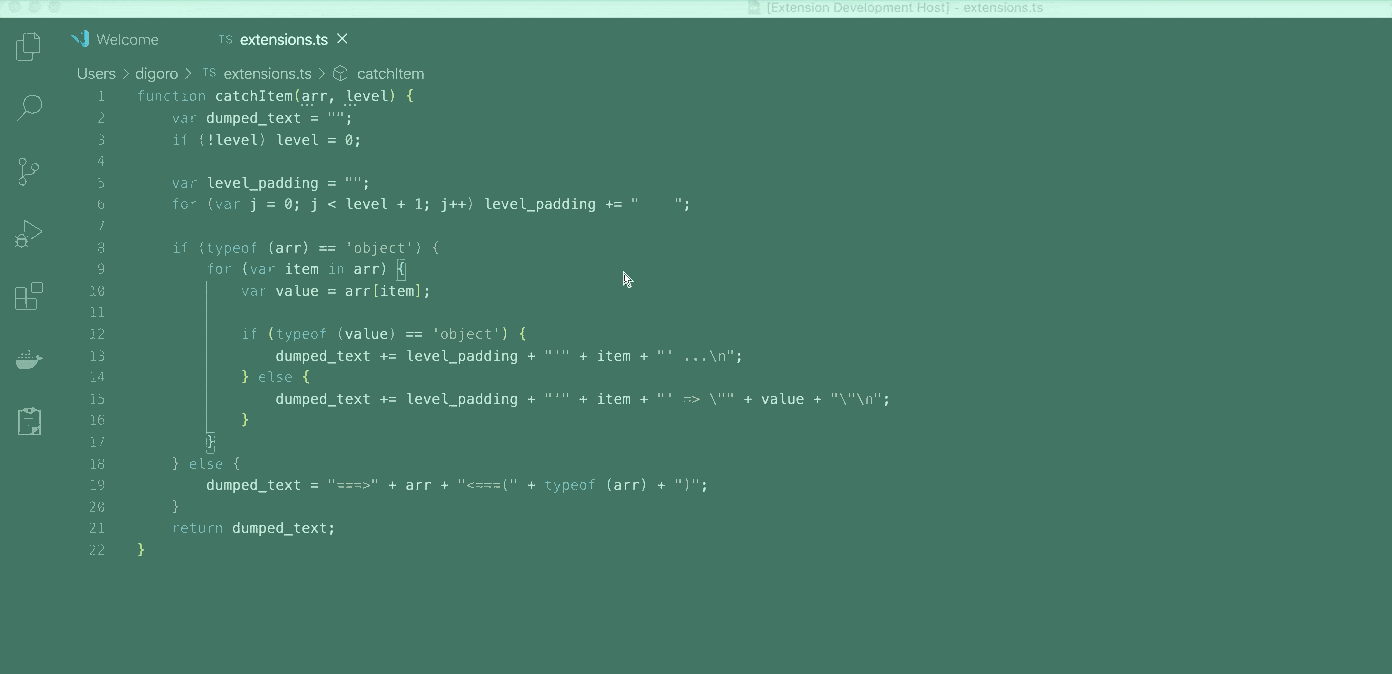 [Extension Development Host] - extensions.ts
Welcome TS extensions.ts ×
Users > digoro > TS extensions.ts > catchItem
1 function catchItem(arr, level) {
2     var dumped_text = "";
3     if (!level) level = 0;
4
5     var level_padding = "";
6     for (var j = 0; j < level + 1; j++) level_padding += "    ";
7
8     if (typeof (arr) == 'object') {
9         for (var item in arr) {
10             var value = arr[item];
11
12             if (typeof (value) == 'object') {
13                 dumped_text += level_padding + "'" + item + "' ...\n";
14             } else {
15                 dumped_text += level_padding + "'" + item + "' => \"" + value + "\"\n";
16             }
17         }
18     } else {
19         dumped_text = "===>" + arr + "<===(" + typeof (arr) + ")";
20     }
21     return dumped_text;
22 }